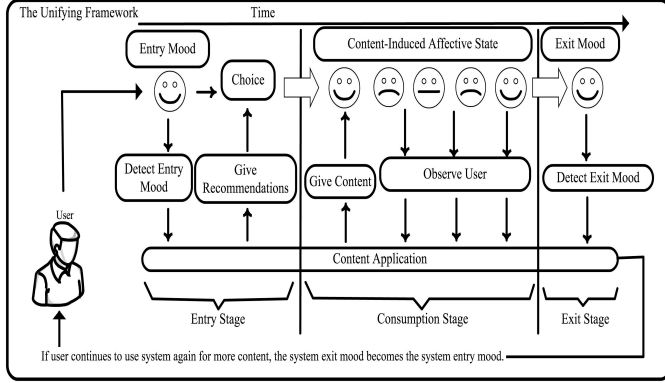 The Unifying Framework
Time
Entry Mood
Choice
Content-Induced Affective State
Exit Mood
Detect Entry
Mood
Give
Recommendations
Give Content
Observe User
Detect Exit Mood
User
Content Application
Entry Stage
Consumption Stage
Exit Stage
If user continues to use system again for more content, the system exit mood becomes the system entry mood.